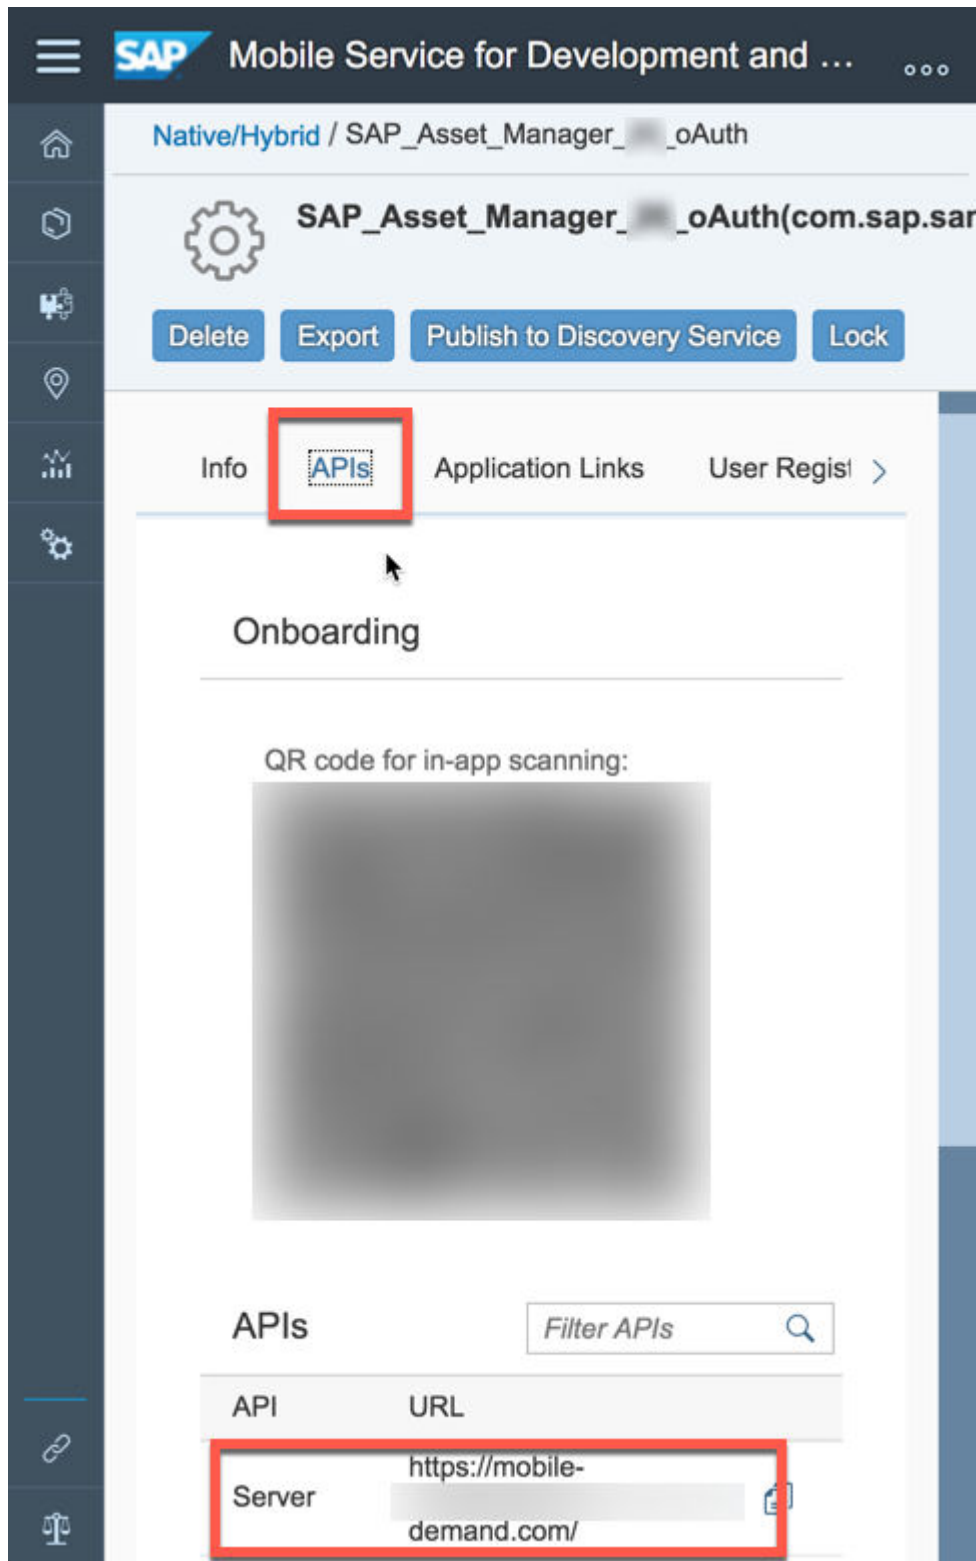 SAP Mobile Service for Development and ...
Native/Hybrid / SAP_Asset_Manager_ _oAuth
SAP_Asset_Manager_ _oAuth(com.sap.sam
Delete Export Publish to Discovery Service Lock
Info APIs Application Links User Regist
Onboarding
QR code for in-app scanning:
APIs Filter APIs
API URL
Server https://mobile-
demand.com/